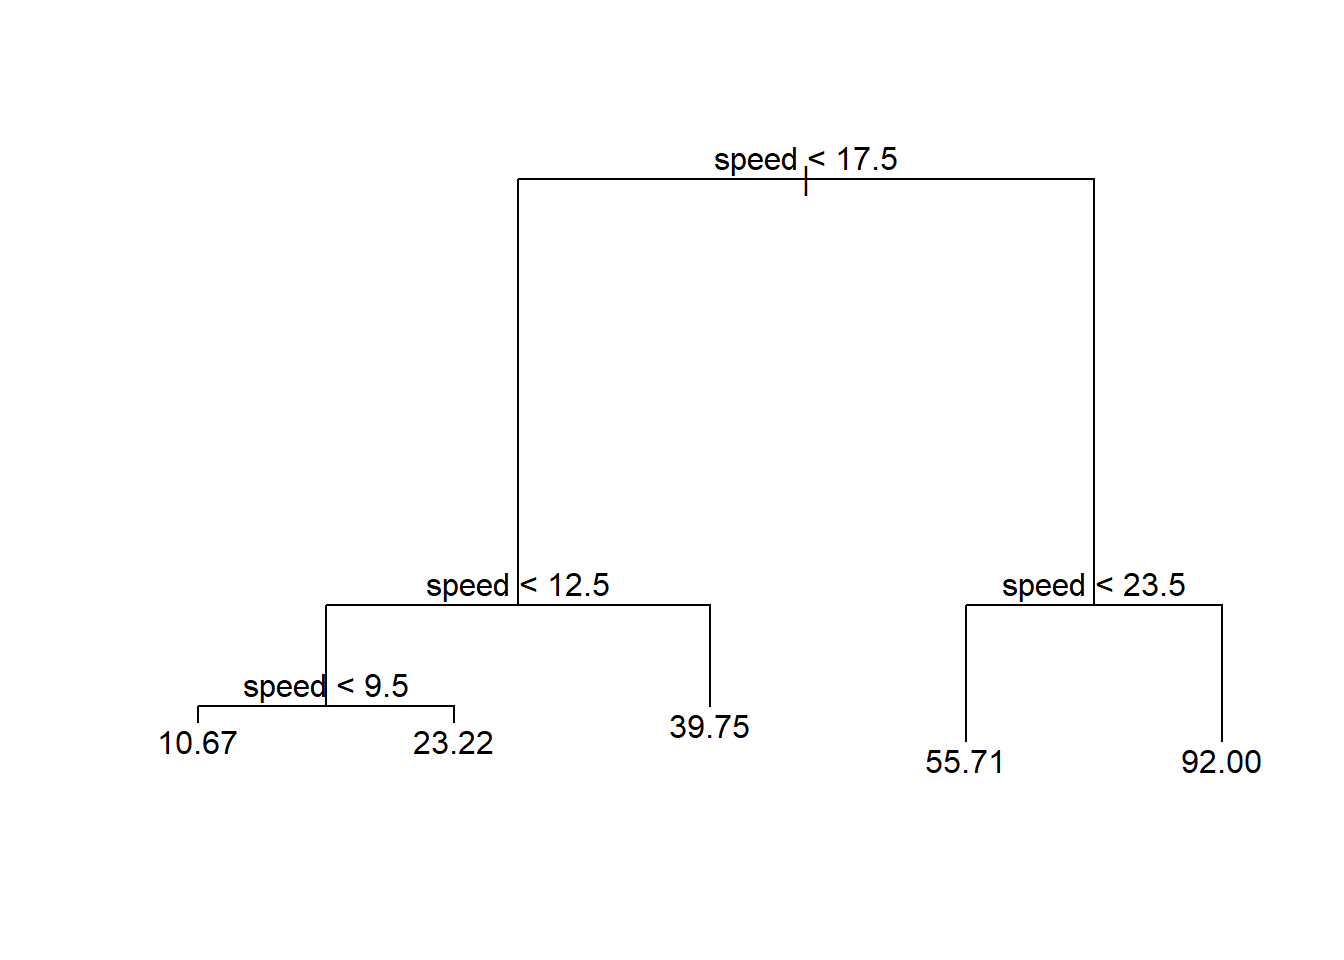 speed < 17.5
speed < 12.5
speed < 23.5
speed < 9.5
10.67
23.22
39.75
55.71
92.00